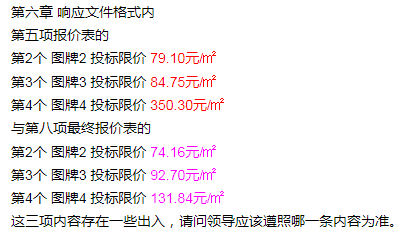 第六章 响应文件格式内
第五项报价表的
第2个 图牌2 投标限价 79.10元/㎡
第3个 图牌3 投标限价 84.75元/㎡
第4个 图牌4 投标限价 350.30元/㎡
与第八项最终报价表的
第2个 图牌2 投标限价 74.16元/㎡
第3个 图牌3 投标限价 92.70元/㎡
第4个 图牌4 投标限价 131.84元/㎡
这三项内容存在一些出入，请问领导应该遵照哪一条内容为准。